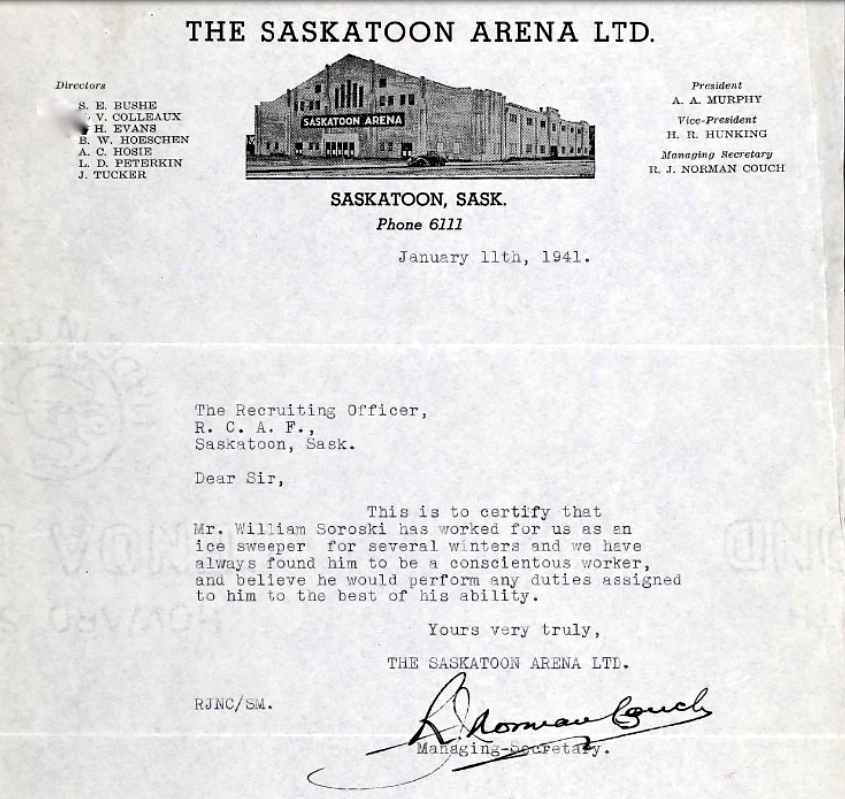 THE SASKATOON ARENA LTD.
Directors
S. E. BUSHE
V. COLLEAUX
H. EVANS
B. W. HOESCHEN
A. C. HOSIE
L. D. PETERKIN
J. TUCKER
SASKATOON ARENA
President
A. A. MURPHY
Vice-President
H. R. HUNKING
Managing Secretary
R. J. NORMAN COUCH
SASKATOON, SASK.
Phone 6111
January 11th, 1941.
The Recruiting Officer,
R. C. A. F.,
Saskatoon, Sask.
Dear Sir,
This is to certify that
Mr. William Soroski has worked for us as an
ice sweeper for several winters and we have
always found him to be a conscientous worker,
and believe he would perform any duties assigned
to him to the best of his ability.
Yours very truly,
THE SASKATOON ARENA LTD.
RJNC/SM.
R. J. Norman Couch
Managing-Secretary.